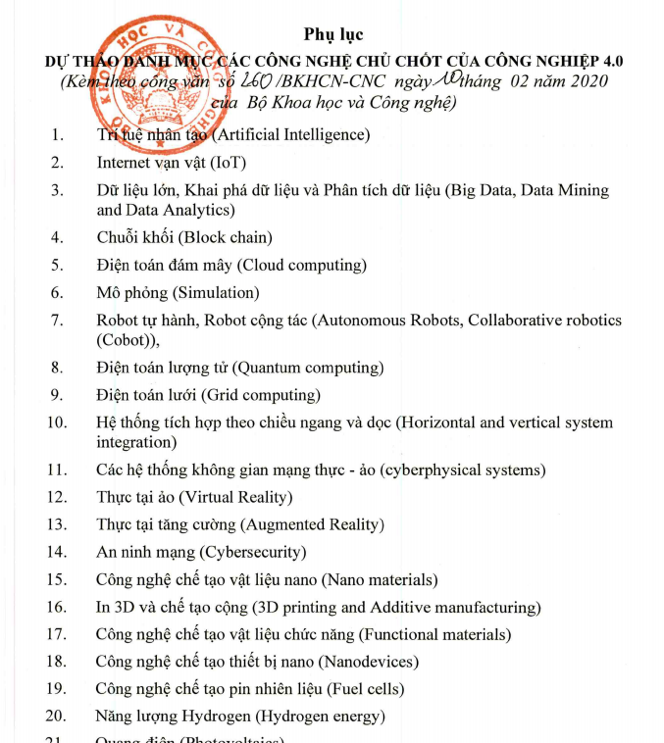 Phụ lục
DỰ THẢO DANH MỤC CÁC CÔNG NGHỆ CHỦ CHỐT CỦA CÔNG NGHIỆP 4.0
(Kèm theo công văn số 260/BKHCN-CNC ngày 10 tháng 02 năm 2020
của Bộ Khoa học và Công nghệ)
BỘ KHOA HỌC VÀ CÔNG NGHỆ
1. Trí tuệ nhân tạo (Artificial Intelligence)
2. Internet vạn vật (IoT)
3. Dữ liệu lớn, Khai phá dữ liệu và Phân tích dữ liệu (Big Data, Data Mining
and Data Analytics)
4. Chuỗi khối (Block chain)
5. Điện toán đám mây (Cloud computing)
6. Mô phỏng (Simulation)
7. Robot tự hành, Robot cộng tác (Autonomous Robots, Collaborative robotics
(Cobot)),
8. Điện toán lượng tử (Quantum computing)
9. Điện toán lưới (Grid computing)
10. Hệ thống tích hợp theo chiều ngang và dọc (Horizontal and vertical system
integration)
11. Các hệ thống không gian mạng thực - ảo (cyberphysical systems)
12. Thực tại ảo (Virtual Reality)
13. Thực tại tăng cường (Augmented Reality)
14. An ninh mạng (Cybersecurity)
15. Công nghệ chế tạo vật liệu nano (Nano materials)
16. In 3D và chế tạo cộng (3D printing and Additive manufacturing)
17. Công nghệ chế tạo vật liệu chức năng (Functional materials)
18. Công nghệ chế tạo thiết bị nano (Nanodevices)
19. Công nghệ chế tạo pin nhiên liệu (Fuel cells)
20. Năng lượng Hydrogen (Hydrogen energy)
21. Quang điện (Photovoltaics)